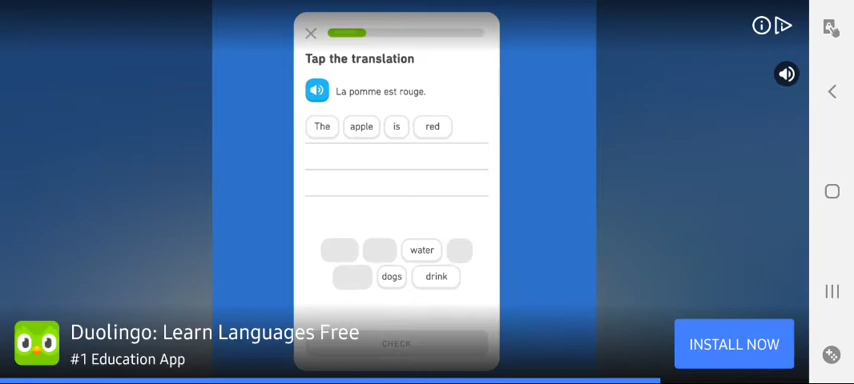 Tap the translation
La pomme est rouge.
The apple is red
water
dogs drink
CHECK
Duolingo: Learn Languages Free
#1 Education App
INSTALL NOW